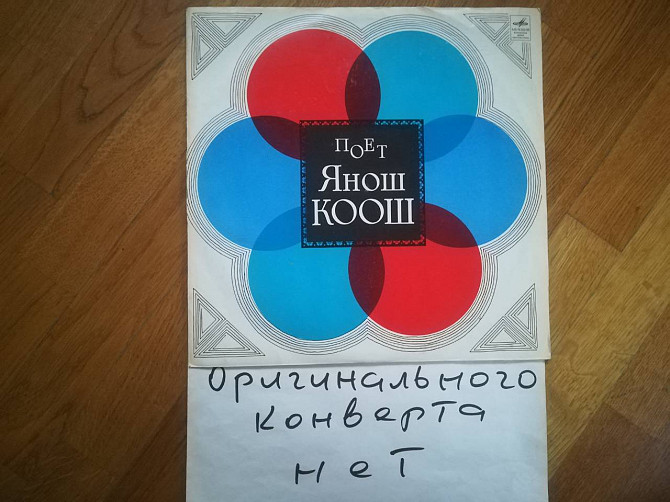 Поет
Янош
КООШ
Оригинального
конверта
нет